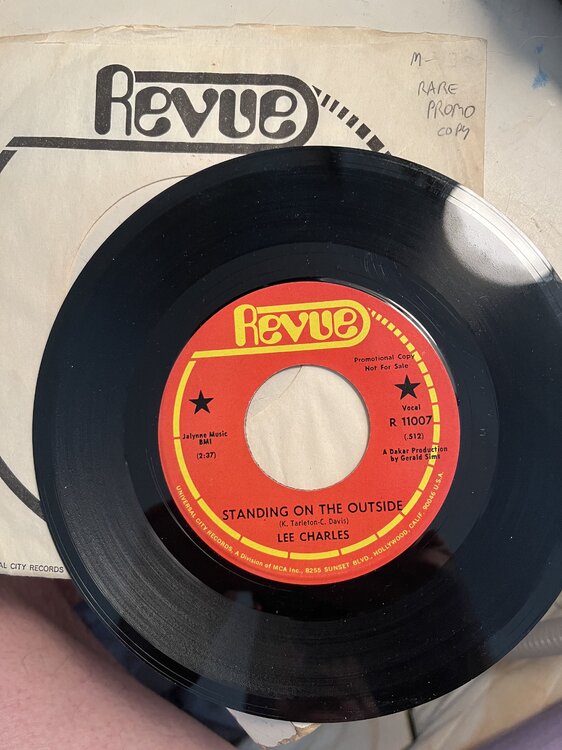 Revue
M-
RARE
PROMO
COPY
Revue
Promotional Copy
Not For Sale
Jalynne Music
BMI
(2:37)
Vocal
R 11007
(.512)
A Dakar Production
by Gerald Sims
STANDING ON THE OUTSIDE
(K. Tarleton-C. Davis)
LEE CHARLES
UNIVERSAL CITY RECORDS, A Division of MCA Inc., 8255 SUNSET BLVD., HOLLYWOOD, CALIF. 90046 U.S.A.
AL CITY RECORDS